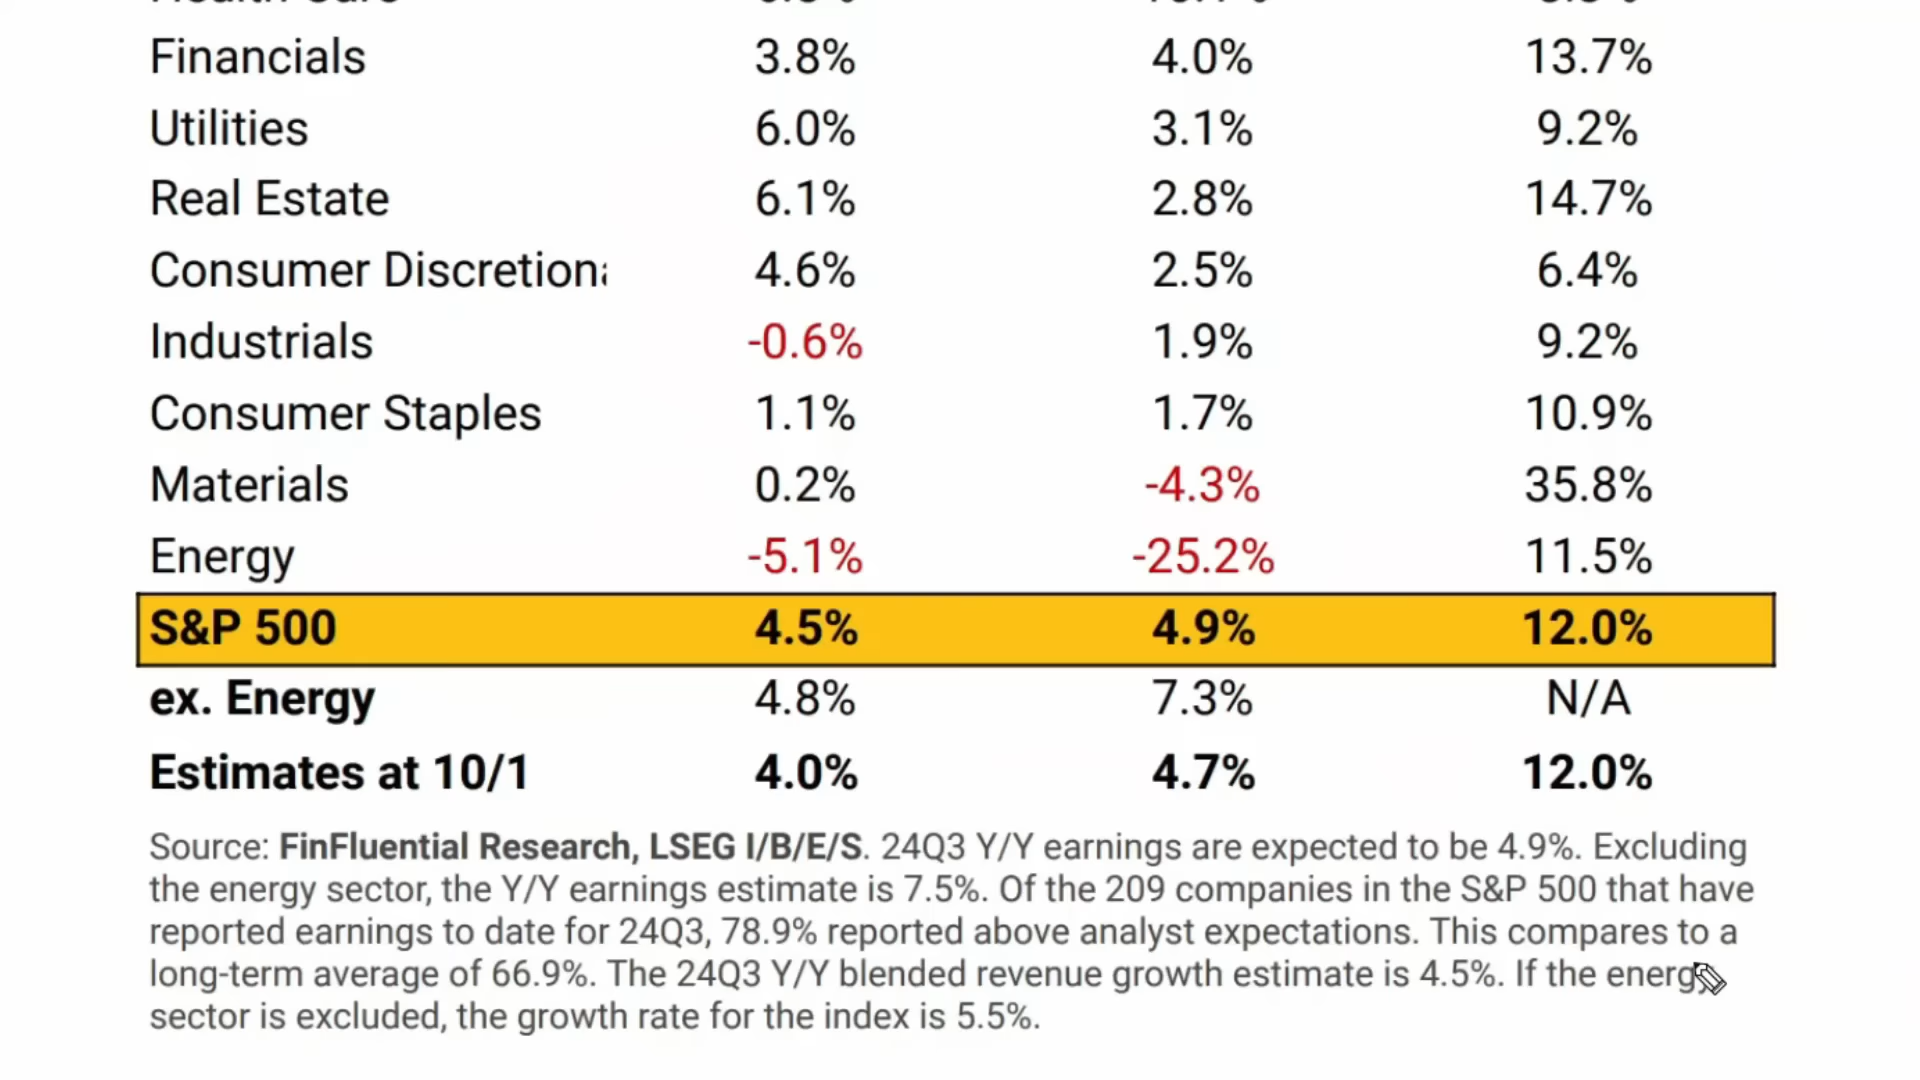 Financials 3.8% 4.0% 13.7%
Utilities 6.0% 3.1% 9.2%
Real Estate 6.1% 2.8% 14.7%
Consumer Discretion 4.6% 2.5% 6.4%
Industrials -0.6% 1.9% 9.2%
Consumer Staples 1.1% 1.7% 10.9%
Materials 0.2% -4.3% 35.8%
Energy -5.1% -25.2% 11.5%
S&P 500 4.5% 4.9% 12.0%
ex. Energy 4.8% 7.3% N/A
Estimates at 10/1 4.0% 4.7% 12.0%
Source: FinFluential Research, LSEG I/B/E/S. 24Q3 Y/Y earnings are expected to be 4.9%. Excluding
the energy sector, the Y/Y earnings estimate is 7.5%. Of the 209 companies in the S&P 500 that have
reported earnings to date for 24Q3, 78.9% reported above analyst expectations. This compares to a
long-term average of 66.9%. The 24Q3 Y/Y blended revenue growth estimate is 4.5%. If the energy
sector is excluded, the growth rate for the index is 5.5%.